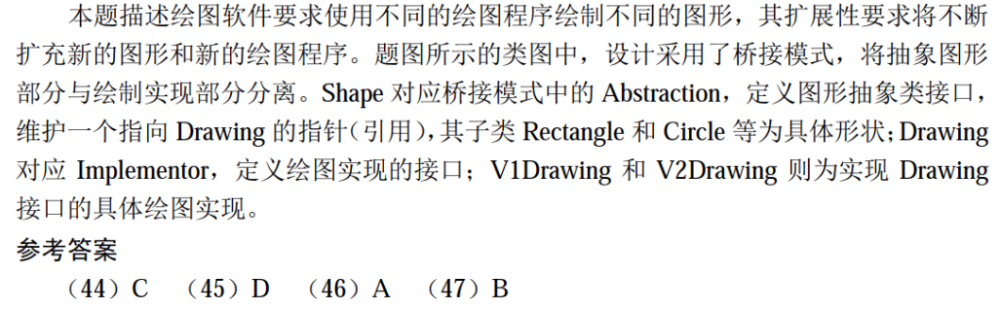 本题描述绘图软件要求使用不同的绘图程序绘制不同的图形，其扩展性要求将不断
扩充新的图形和新的绘图程序。题图所示的类图中，设计采用了桥接模式，将抽象图形
部分与绘制实现部分分离。Shape 对应桥接模式中的 Abstraction，定义图形抽象类接口，
维护一个指向 Drawing 的指针（引用），其子类 Rectangle 和 Circle 等为具体形状；Drawing
对应 Implementor，定义绘图实现的接口；V1Drawing 和 V2Drawing 则为实现 Drawing
接口的具体绘图实现。
参考答案
（44）C （45）D （46）A （47）B